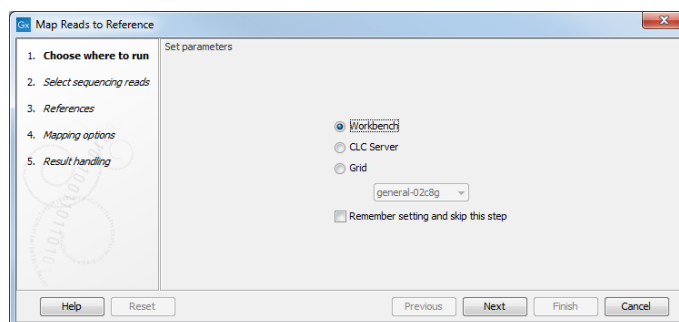 Gx Map Reads to Reference
X
1. Choose where to run
2. Select sequencing reads
3. References
4. Mapping options
5. Result handling
Set parameters
Workbench
CLC Server
Grid
general-02c8g
Remember setting and skip this step
Help
Reset
Previous
Next
Finish
Cancel